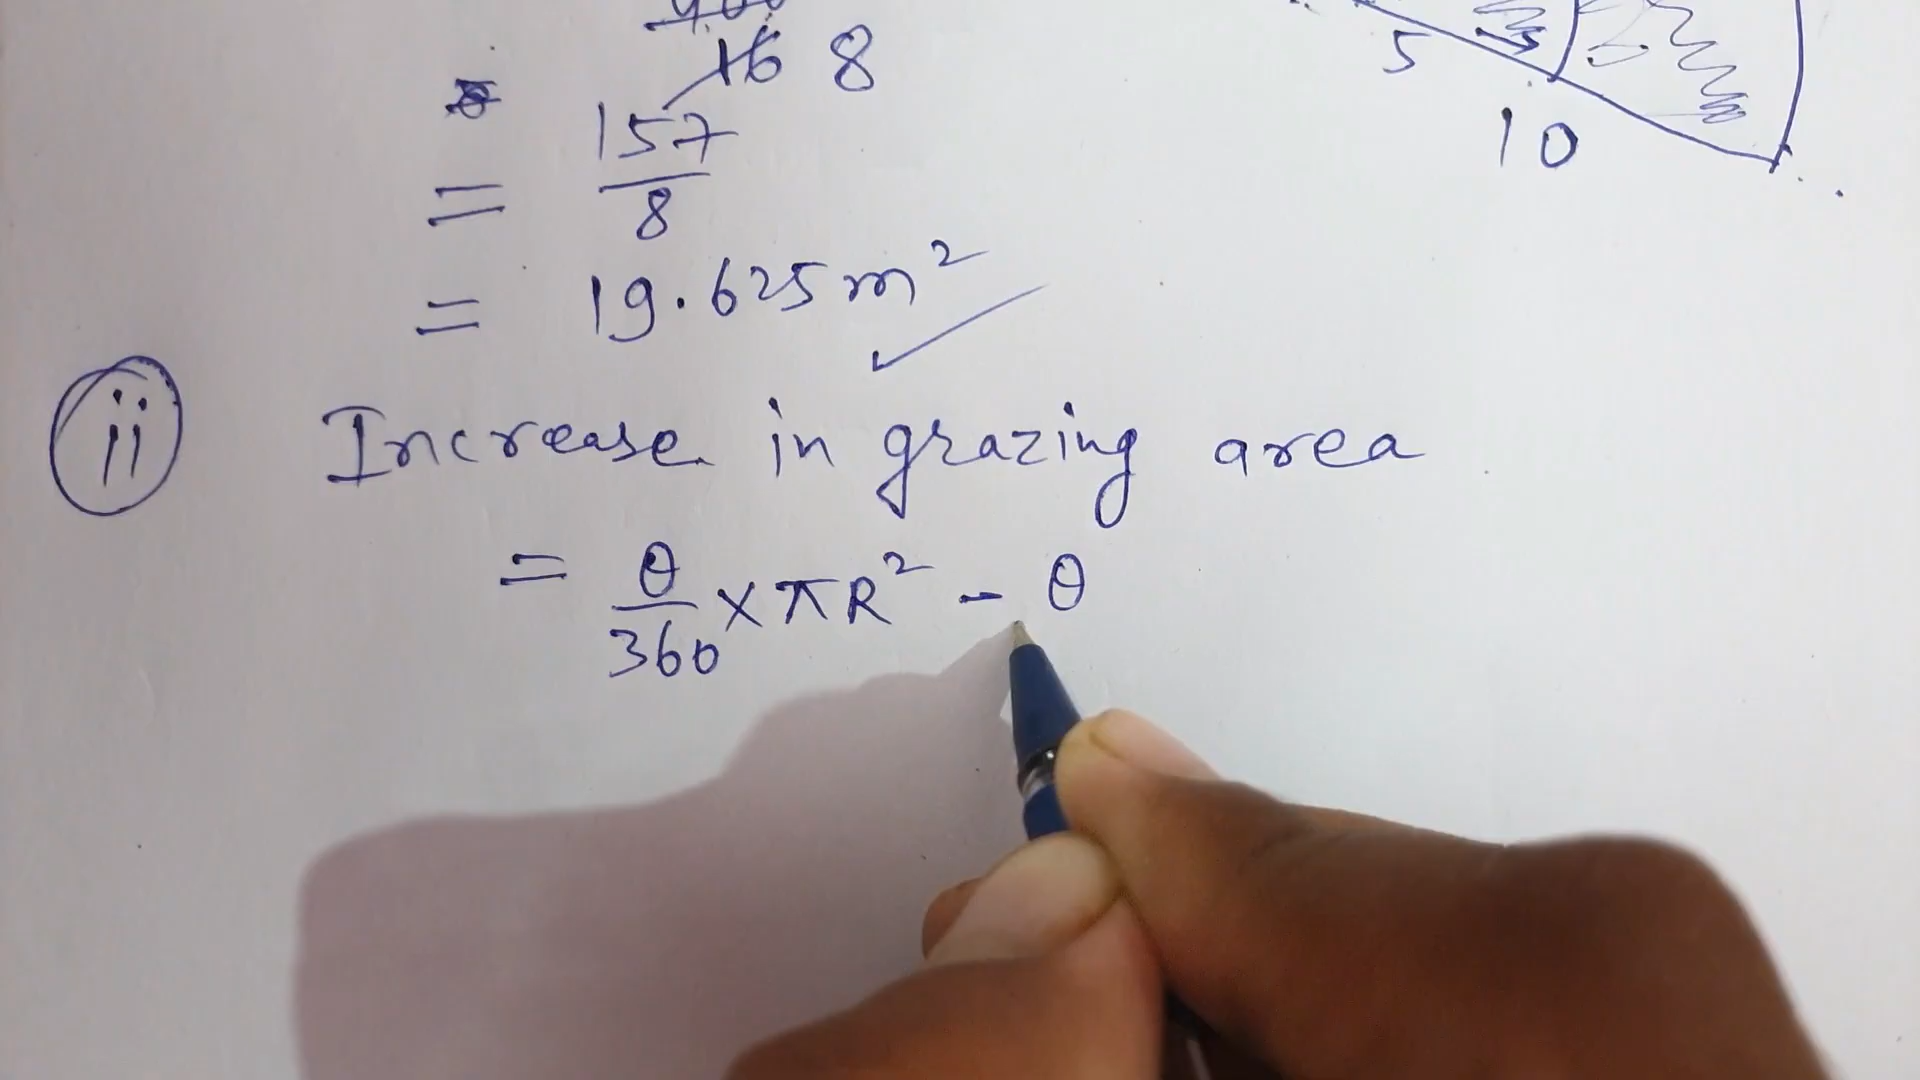 16 8
157
= ―
8
= 19.625 m²
ii Increase in grazing area
= θ/360 × πR² - θ
5
10